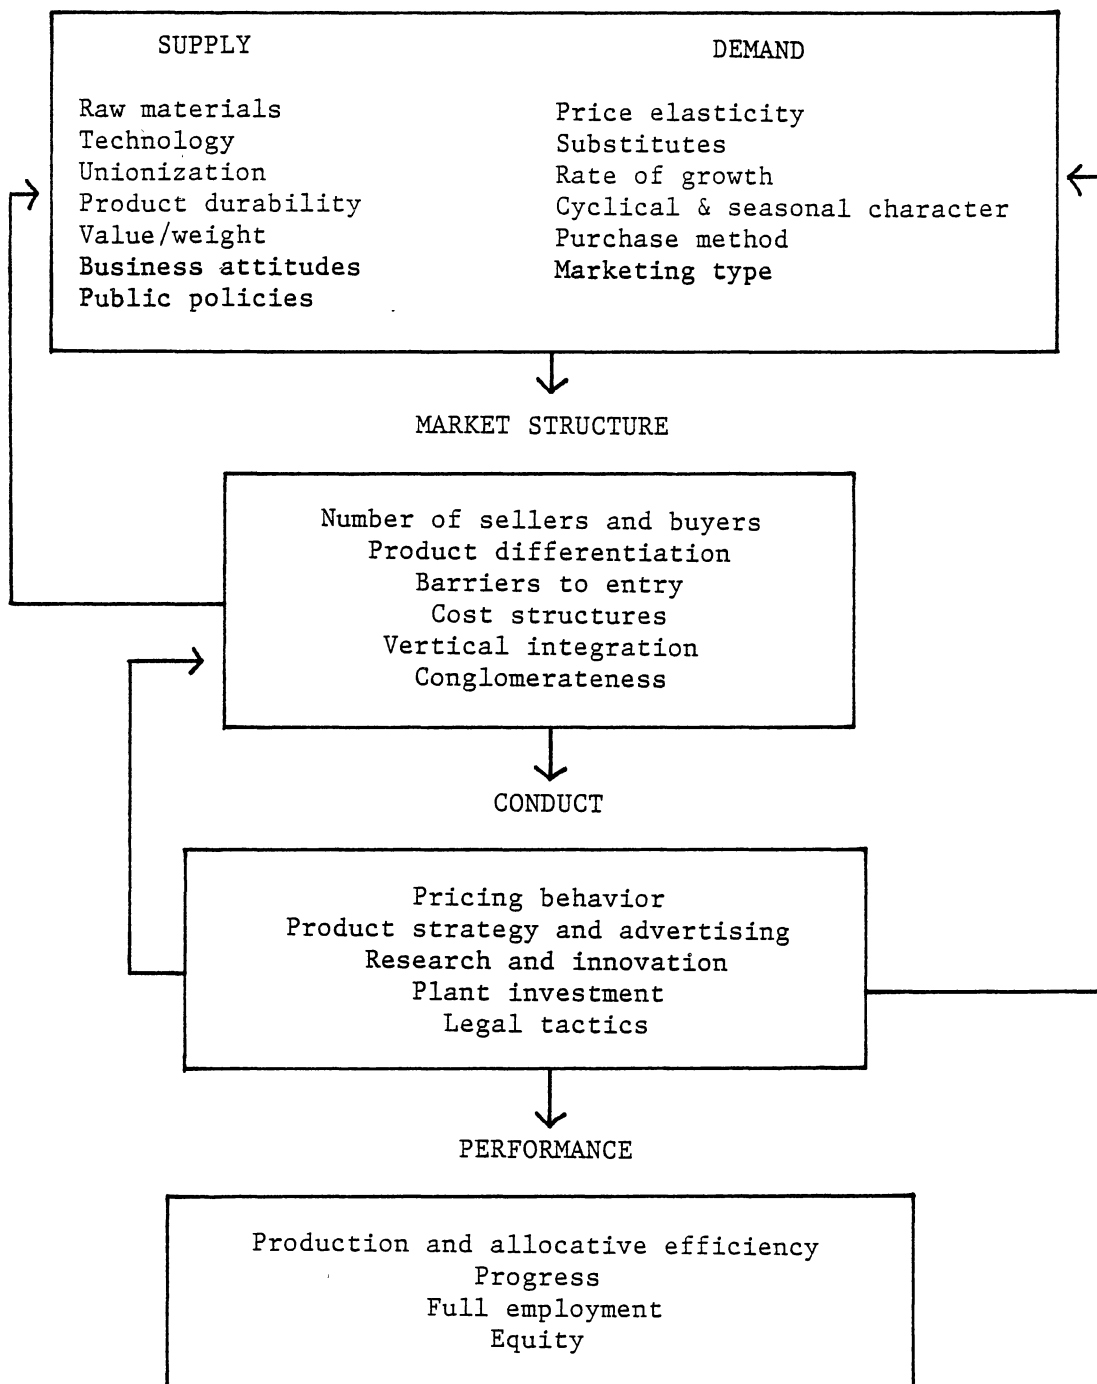 SUPPLY
Raw materials
Technology
Unionization
Product durability
Value/weight
Business attitudes
Public policies
DEMAND
Price elasticity
Substitutes
Rate of growth
Cyclical & seasonal character
Purchase method
Marketing type
MARKET STRUCTURE
Number of sellers and buyers
Product differentiation
Barriers to entry
Cost structures
Vertical integration
Conglomerateness
CONDUCT
Pricing behavior
Product strategy and advertising
Research and innovation
Plant investment
Legal tactics
PERFORMANCE
Production and allocative efficiency
Progress
Full employment
Equity